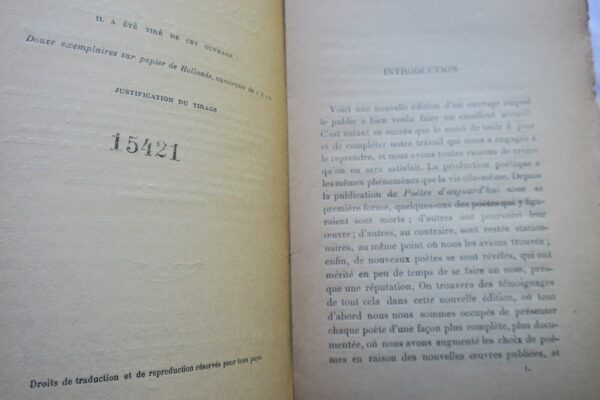 IL A ÉTÉ TIRÉ DE CET OUVRAGE :
Douze exemplaires sur papier de Hollande, numérotés de 1 à 12
JUSTIFICATION DU TIRAGE
15421
Droits de traduction et de reproduction réservés pour tous pays.
INTRODUCTION
Voici une nouvelle édition d'un ouvrage auquel
le public a bien voulu faire un excellent accueil.
C'est autant ce succès que le souci de tenir à jour
et de compléter notre travail qui nous a engagés à
le reprendre, et nous avons toutes raisons de croire
qu'on en sera satisfait. La production poétique a
les mêmes phénomènes que la vie elle-même. Depuis
la publication de Poètes d'aujourd'hui sous sa
première forme, quelques-uns des poètes qui y figu-
raient sont morts ; d'autres ont poursuivi leur
œuvre ; d'autres, au contraire, sont restés station-
naires, au même point où nous les avions trouvés ;
enfin, de nouveaux poètes se sont révélés, qui ont
mérité en peu de temps de se faire un nom, pres-
que une réputation. On trouvera des témoignages
de tout cela dans cette nouvelle édition, où tout
d'abord nous nous sommes occupés de présenter
chaque poète d'une façon plus complète, plus docu-
mentée, où nous avons augmenté les choix de poè-
mes en raison des nouvelles œuvres publiées, et